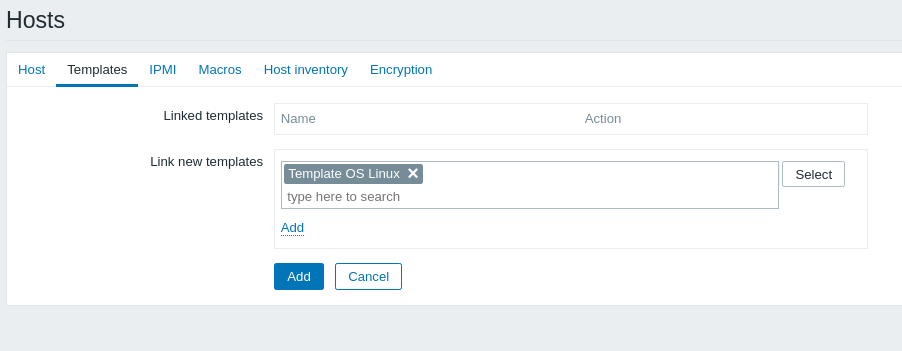 Hosts
Host Templates IPMI Macros Host inventory Encryption
Linked templates Name Action
Link new templates Template OS Linux ✕ Select
type here to search
Add
Add Cancel